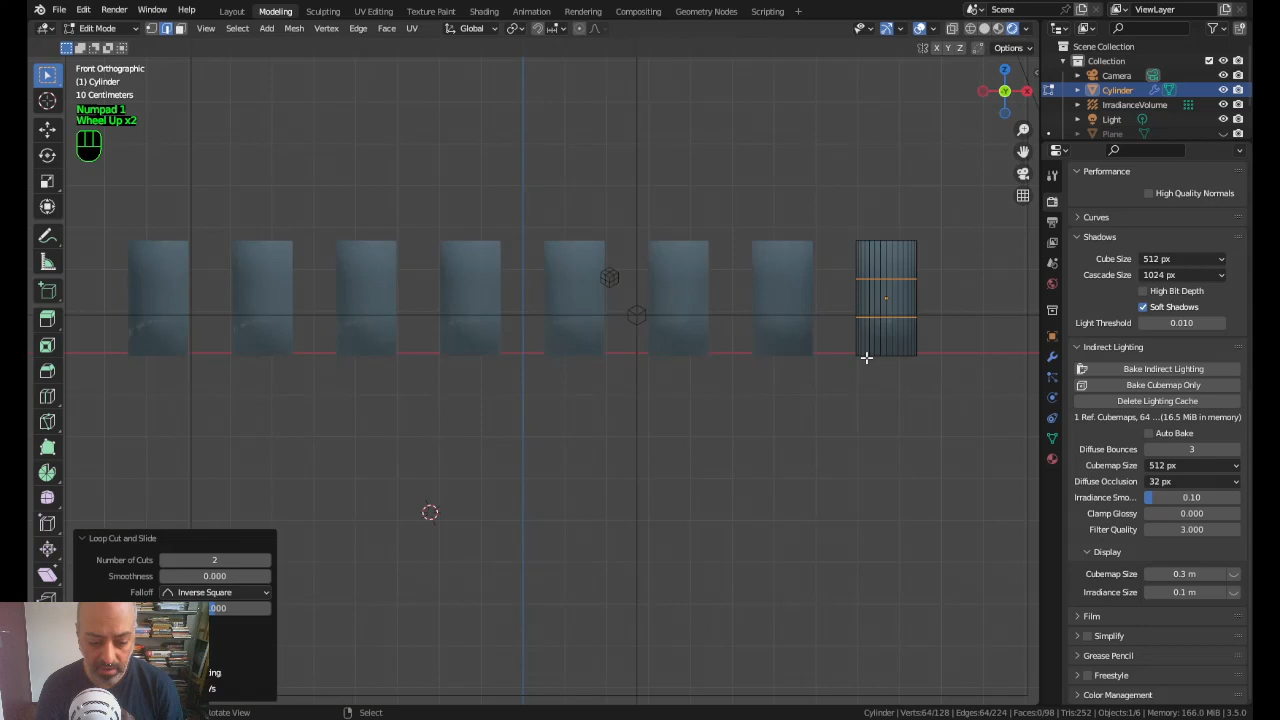 File Edit Render Window Help Layout Modeling Sculpting UV Editing Texture Paint Shading Animation Rendering Compositing Geometry Nodes Scripting + Scene ViewLayer
Edit Mode View Select Add Mesh Vertex Edge Face UV Global
X Y Z Options
Front Orthographic
(1) Cylinder
10 Centimeters
Numpad 1
Wheel Up x2
Z
Y
X
Scene Collection
Collection
Camera
Cylinder
IrradianceVolume
Light
Plane
Performance
High Quality Normals
Curves
Shadows
Cube Size 512 px
Cascade Size 1024 px
High Bit Depth
Soft Shadows
Light Threshold 0.010
Indirect Lighting
Bake Indirect Lighting
Bake Cubemap Only
Delete Lighting Cache
1 Ref. Cubemaps, 64 ...(16.5 MiB in memory)
Auto Bake
Diffuse Bounces 3
Cubemap Size 512 px
Diffuse Occlusion 32 px
Irradiance Smo... 0.10
Clamp Glossy 0.000
Filter Quality 3.000
Display
Cubemap Size 0.3 m
Irradiance Size 0.1 m
Film
Simplify
Grease Pencil
Freestyle
Color Management
Loop Cut and Slide
Number of Cuts 2
Smoothness 0.000
Falloff Inverse Square
Rotate View Select Cylinder | Verts:64/128 | Edges:64/224 | Faces:0/98 | Tris:252 | Objects:1/6 | Memory: 166.0 MiB | 3.5.0